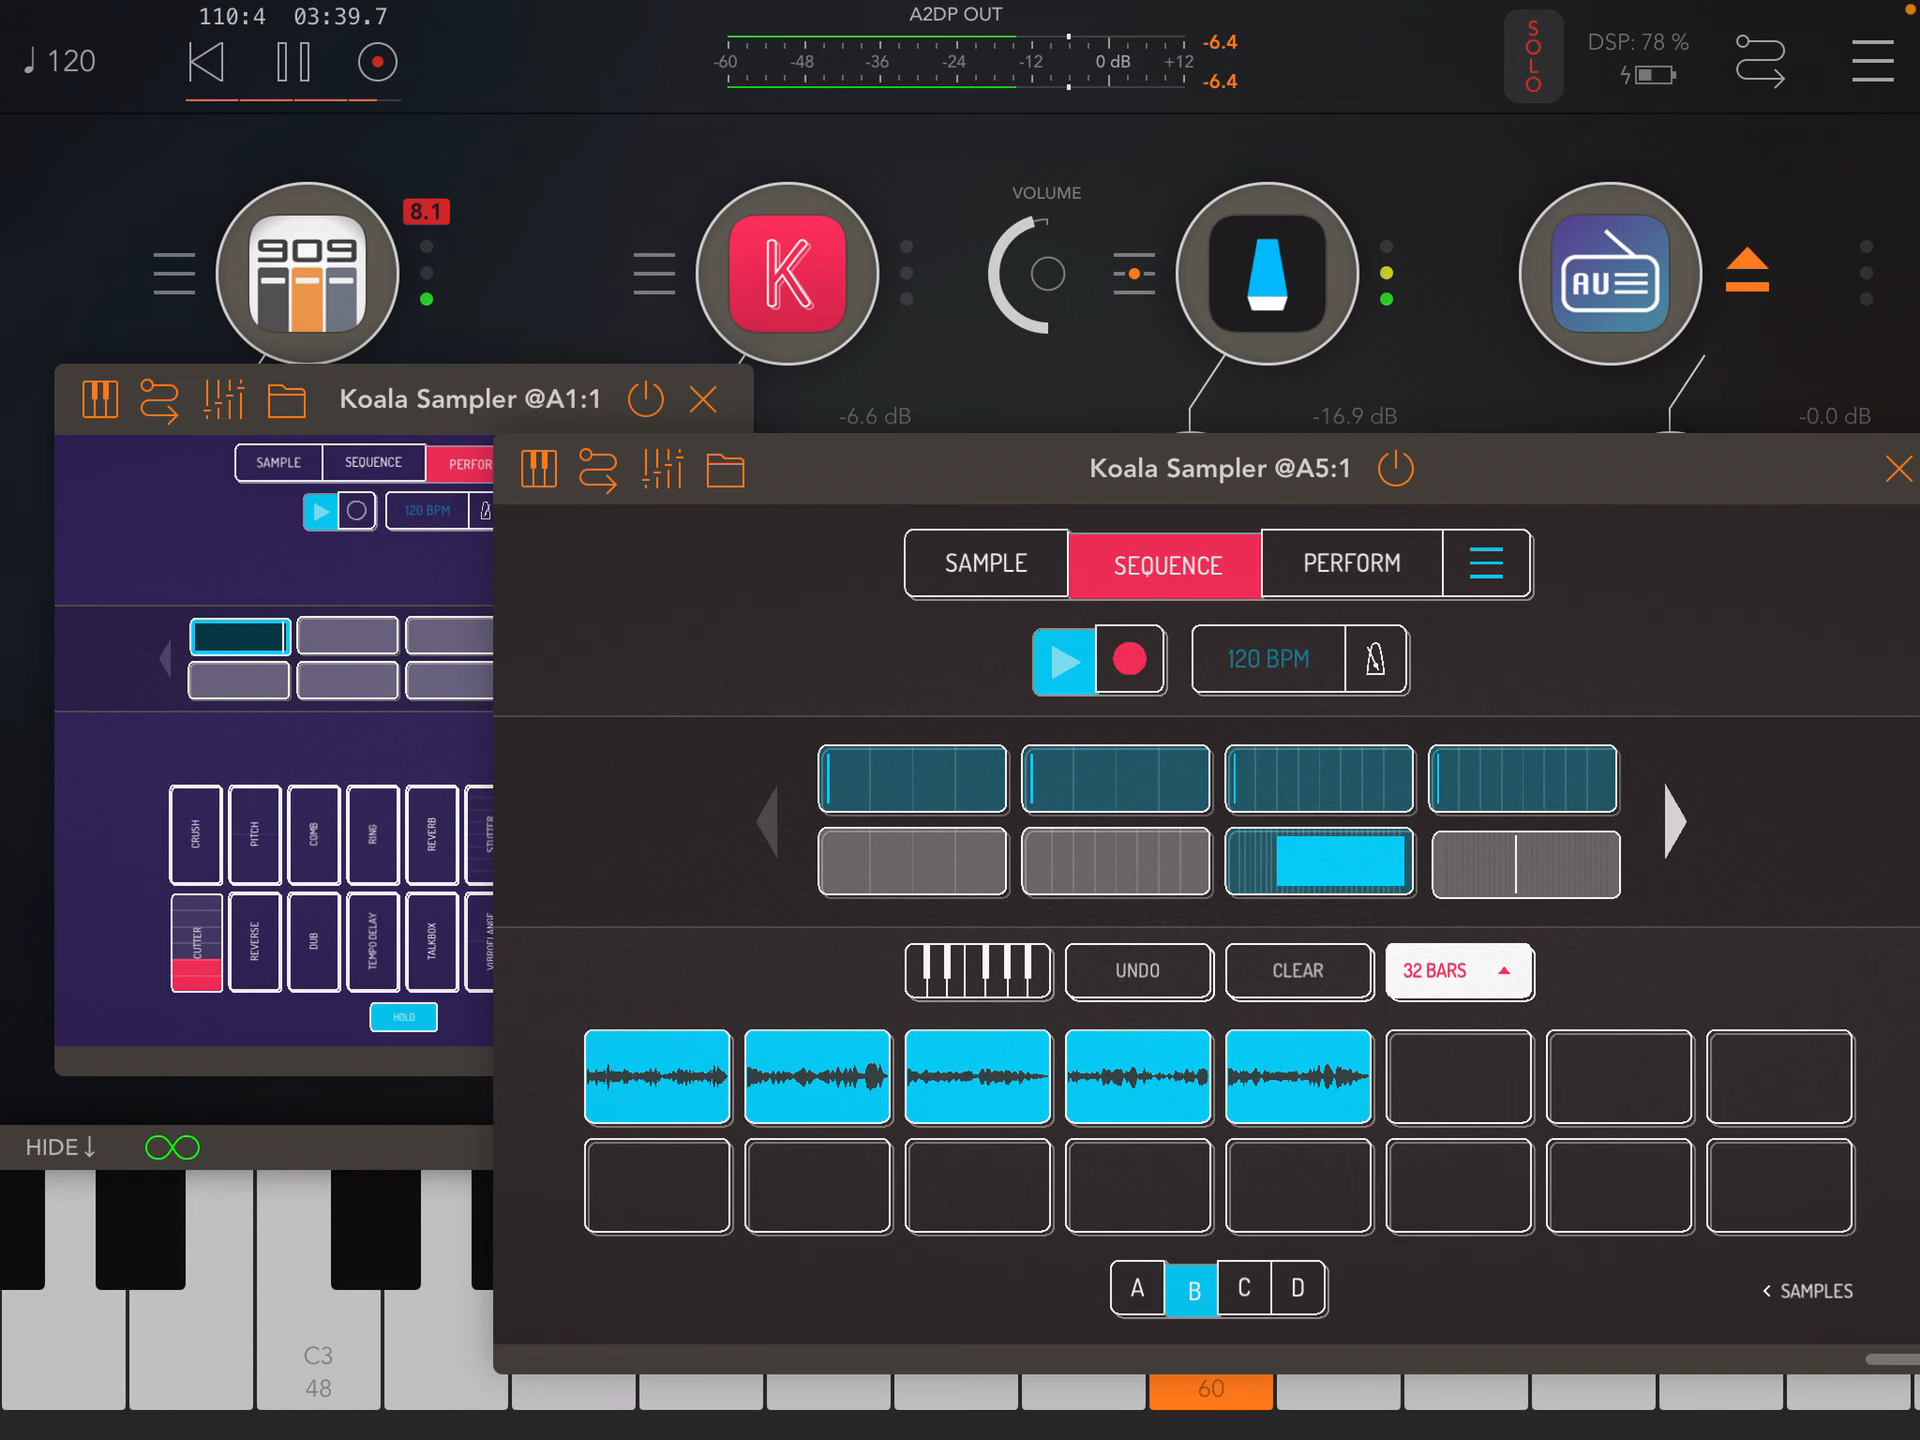 110:4 03:39.7
♩ 120
A2DP OUT
-60 -48 -36 -24 -12 0 dB +12
-6.4
-6.4
SOLO
DSP: 78 %
909
8.1
K
VOLUME
AU
-6.6 dB
-16.9 dB
-0.0 dB
Koala Sampler @A1:1
SAMPLE SEQUENCE PERFOR
120 BPM
CRUSH PITCH COMB RING REVERB STUTTER
CUTTER REVERSE DUB TEMPO DELAY TALKBOX
HOLD
Koala Sampler @A5:1
SAMPLE SEQUENCE PERFORM
120 BPM
UNDO CLEAR 32 BARS
A B C D
< SAMPLES
HIDE↓
C3
48
60